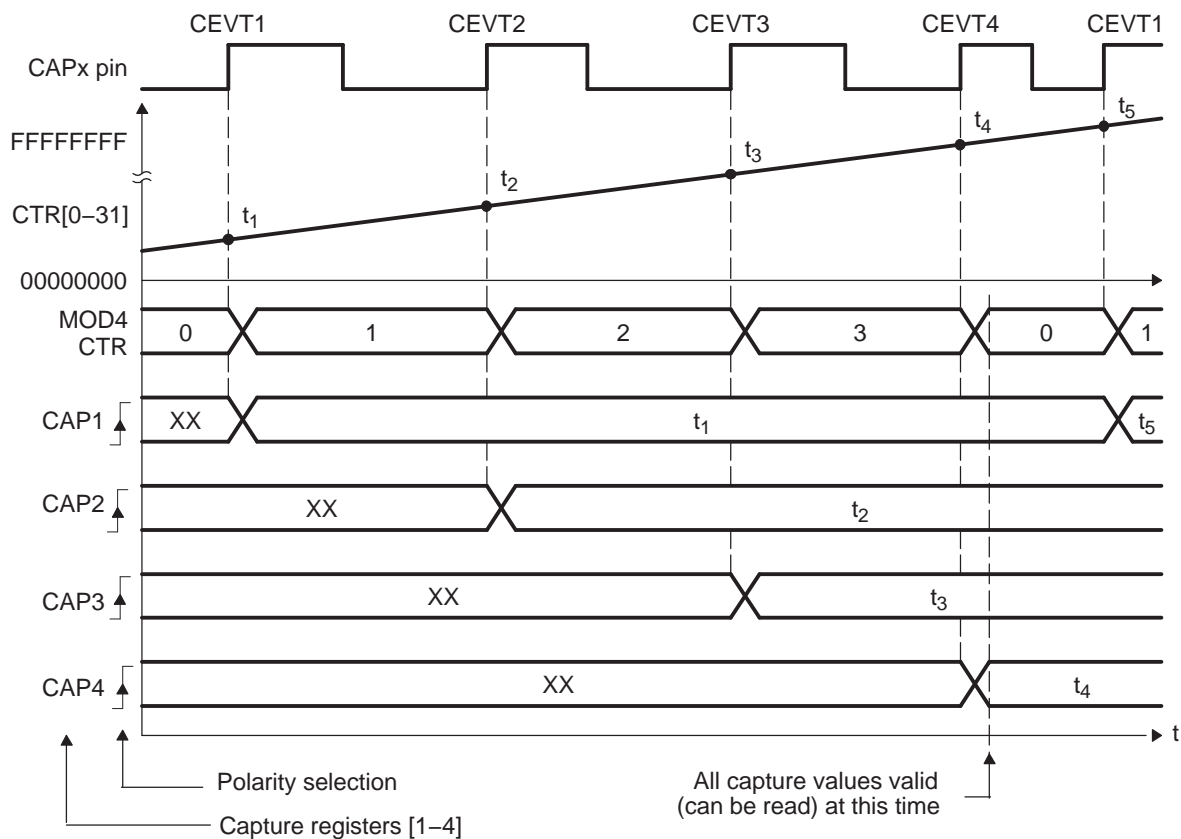 CEVT1 CEVT2 CEVT3 CEVT4 CEVT1
CAPx pin
FFFFFFFF
t1 t2 t3 t4 t5
CTR[0−31]
00000000
MOD4
CTR
0 1 2 3 0 1
CAP1 XX t1 t5
CAP2 XX t2
CAP3 XX t3
CAP4 XX t4
t
Polarity selection
All capture values valid
(can be read) at this time
Capture registers [1−4]